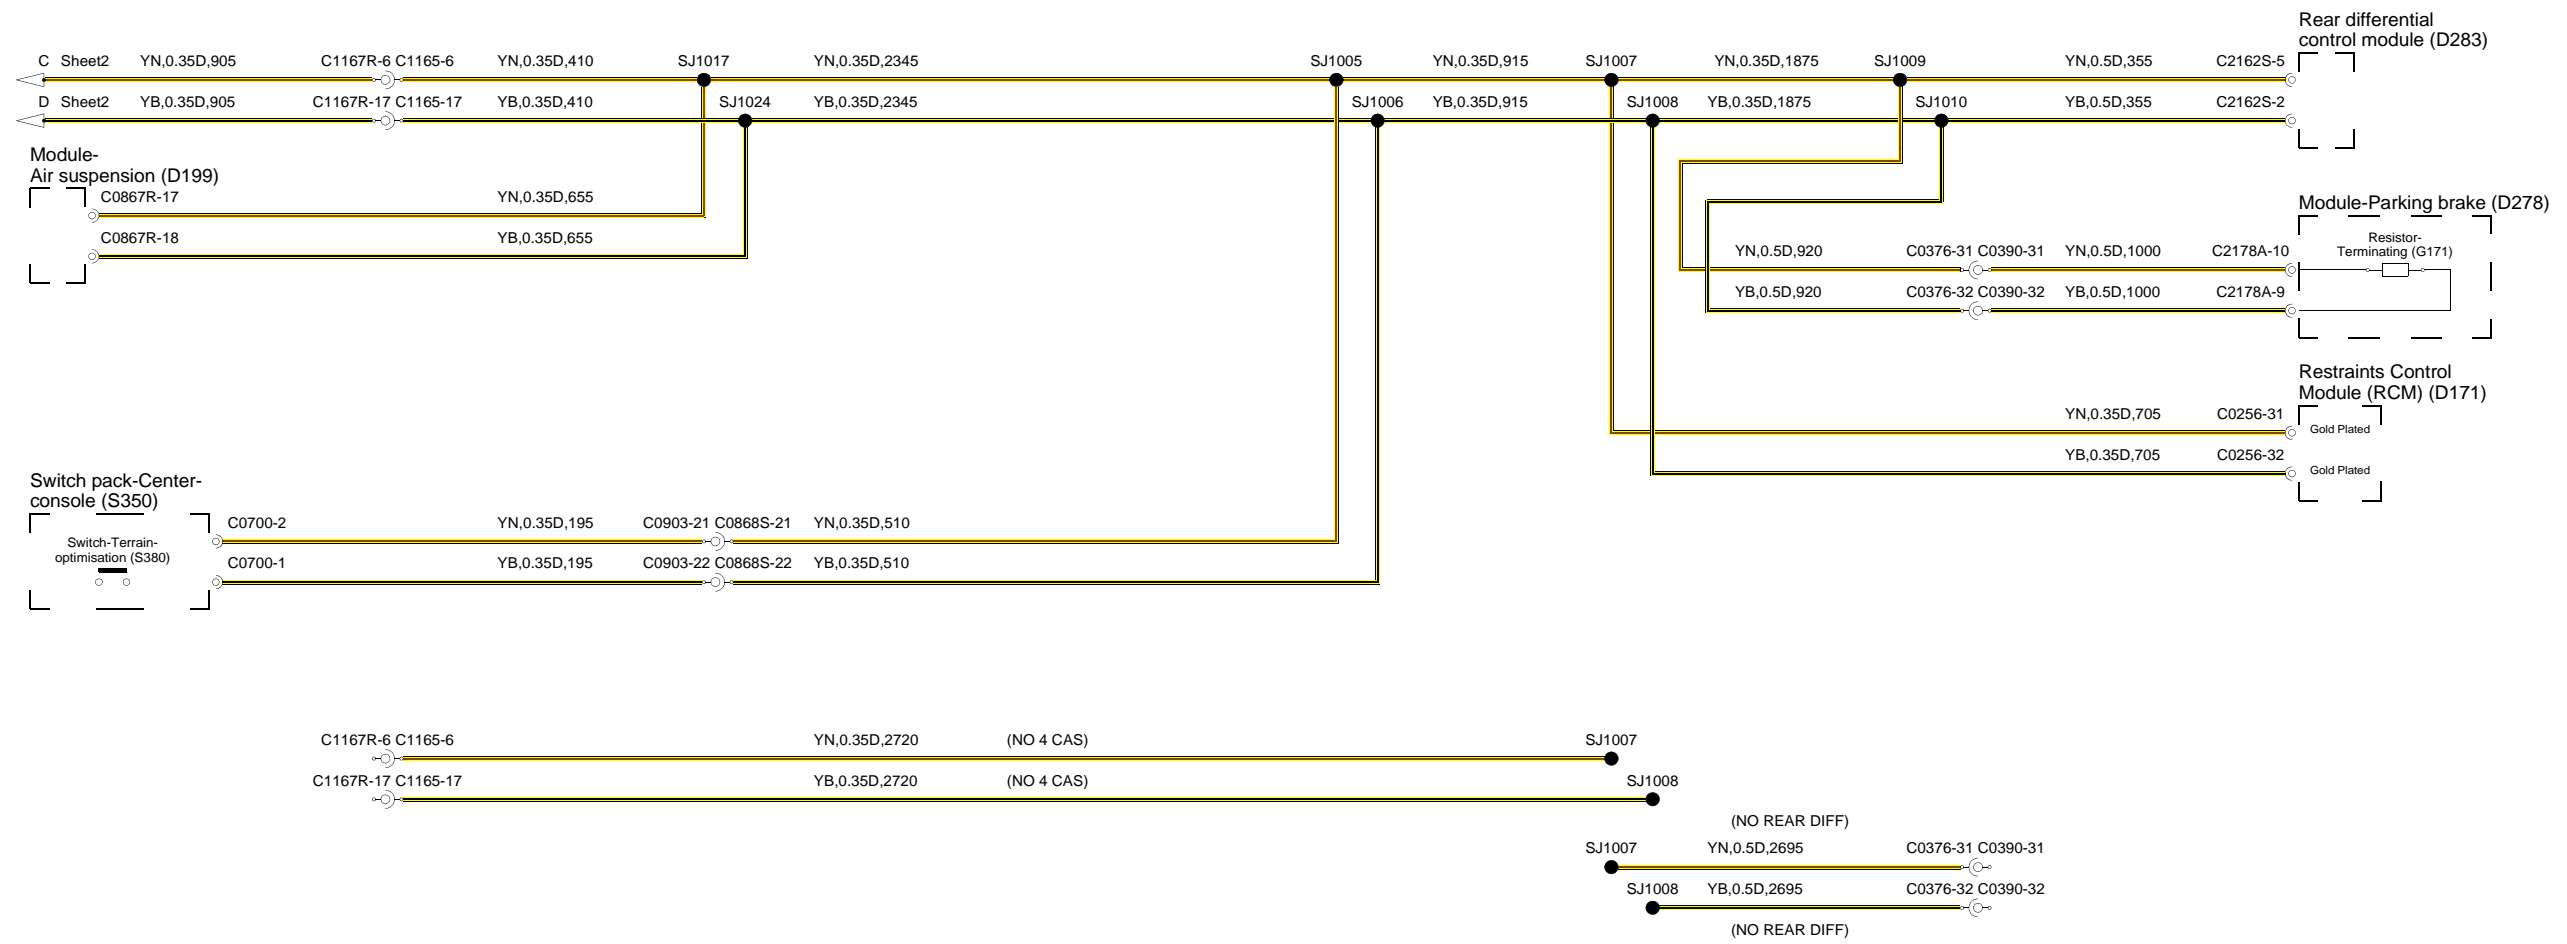 Rear differential
control module (D283)
C Sheet2 YN,0.35D,905 C1167R-6 C1165-6 YN,0.35D,410 SJ1017 YN,0.35D,2345 SJ1005 YN,0.35D,915 SJ1007 YN,0.35D,1875 SJ1009 YN,0.5D,355 C2162S-5
D Sheet2 YB,0.35D,905 C1167R-17 C1165-17 YB,0.35D,410 SJ1024 YB,0.35D,2345 SJ1006 YB,0.35D,915 SJ1008 YB,0.35D,1875 SJ1010 YB,0.5D,355 C2162S-2
Module-
Air suspension (D199)
C0867R-17 YN,0.35D,655
C0867R-18 YB,0.35D,655
Module-Parking brake (D278)
Resistor-
Terminating (G171)
YN,0.5D,920 C0376-31 C0390-31 YN,0.5D,1000 C2178A-10
YB,0.5D,920 C0376-32 C0390-32 YB,0.5D,1000 C2178A-9
Restraints Control
Module (RCM) (D171)
YN,0.35D,705 C0256-31 Gold Plated
YB,0.35D,705 C0256-32 Gold Plated
Switch pack-Center-
console (S350)
Switch-Terrain-
optimisation (S380)
C0700-2 YN,0.35D,195 C0903-21 C0868S-21 YN,0.35D,510
C0700-1 YB,0.35D,195 C0903-22 C0868S-22 YB,0.35D,510
C1167R-6 C1165-6 YN,0.35D,2720 (NO 4 CAS) SJ1007
C1167R-17 C1165-17 YB,0.35D,2720 (NO 4 CAS) SJ1008
(NO REAR DIFF)
SJ1007 YN,0.5D,2695 C0376-31 C0390-31
SJ1008 YB,0.5D,2695 C0376-32 C0390-32
(NO REAR DIFF)